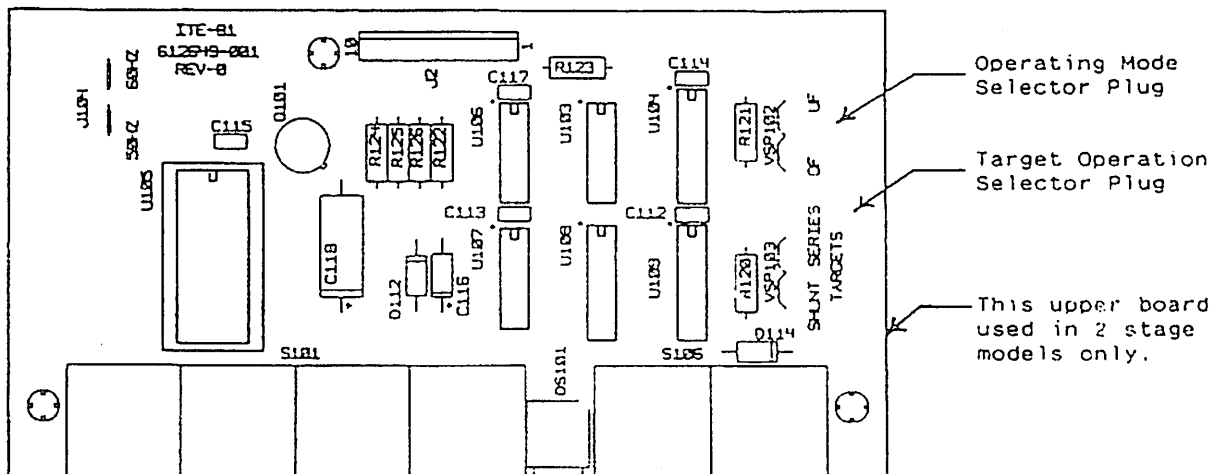 ITE-81
612549-001
REV-0
60HZ
J104
50HZ
C115
Q101
U105
10
1
J2
R123
C117
C114
U106
U103
U104
R124
R125
R126
R122
R121
VSP102
OF UF
C113
C112
U107
U108
U109
C118
D112
C116
R120
VSP103
SHUNT SERIES
TARGETS
D114
S101
DS101
S106
Operating Mode
Selector Plug
Target Operation
Selector Plug
This upper board
used in 2 stage
models only.